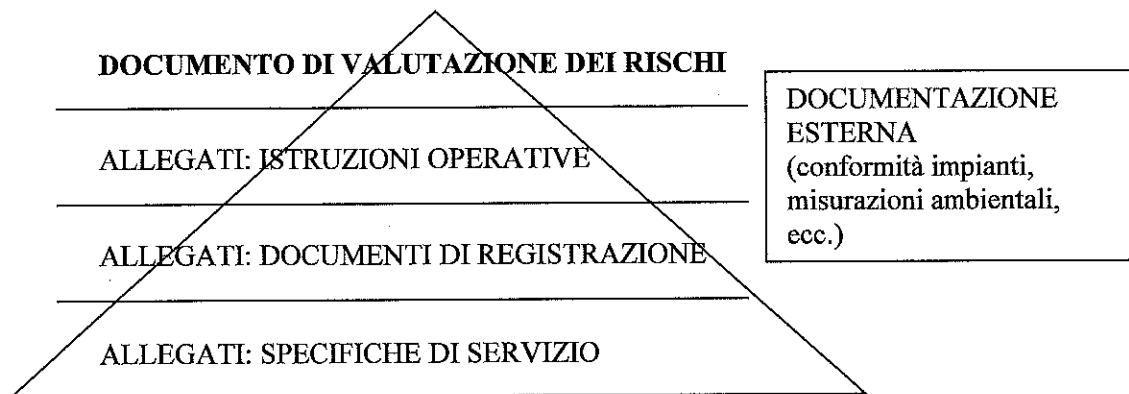 DOCUMENTO DI VALUTAZIONE DEI RISCHI
ALLEGATI: ISTRUZIONI OPERATIVE
ALLEGATI: DOCUMENTI DI REGISTRAZIONE
ALLEGATI: SPECIFICHE DI SERVIZIO
DOCUMENTAZIONE
ESTERNA
(conformità impianti,
misurazioni ambientali,
ecc.)